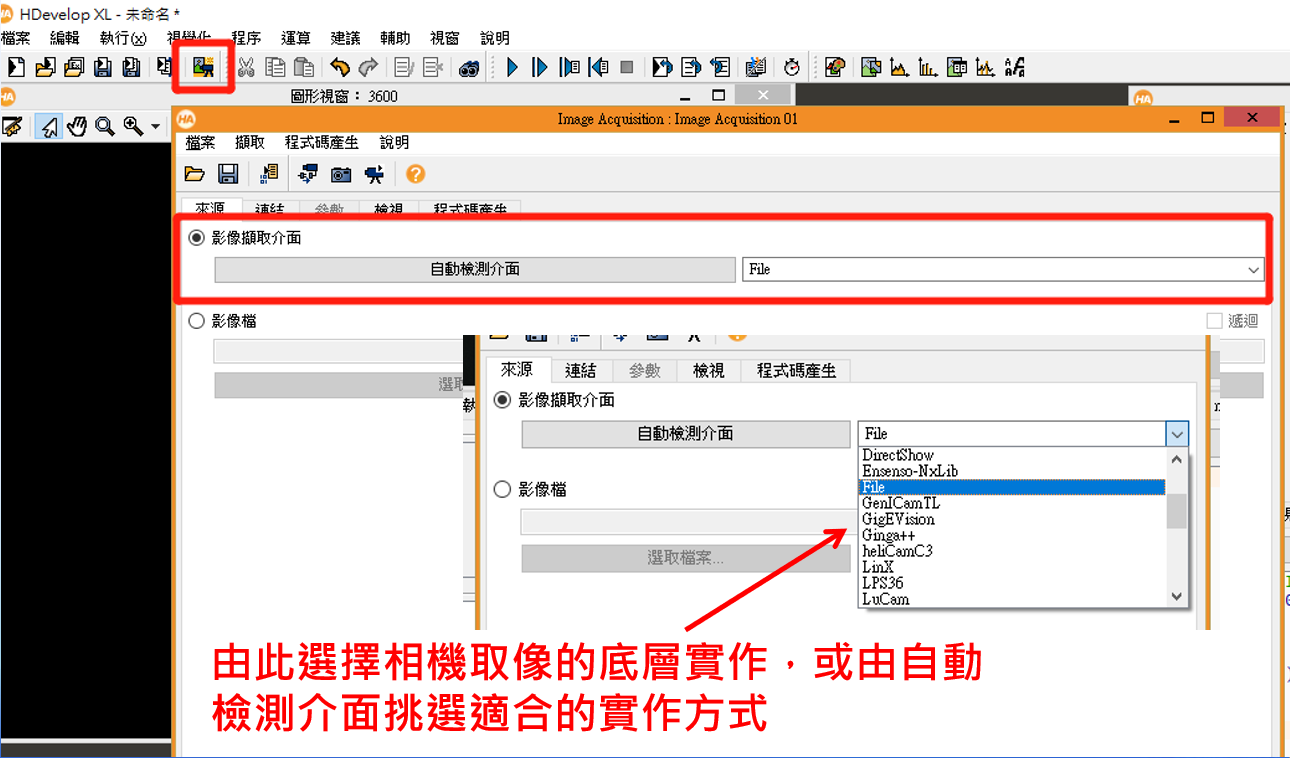 HDevelop XL - 未命名 *
檔案 編輯 執行(x) 視覺化 程序 運算 建議 輔助 視窗 說明
圖形視窗： 3600
Image Acquisition : Image Acquisition 01
檔案 擷取 程式碼產生 說明
來源 連結 參數 檢視 程式碼產生
影像擷取介面
自動檢測介面 File
影像檔 遞迴
選取
來源 連結 參數 檢視 程式碼產生
影像擷取介面
自動檢測介面 File
DirectShow
Ensenso-NxLib
File
GenICamTL
GigEVision
Ginga++
heliCamC3
LinX
LPS36
LuCam
影像檔
選取檔案...
由此選擇相機取像的底層實作，或由自動
檢測介面挑選適合的實作方式